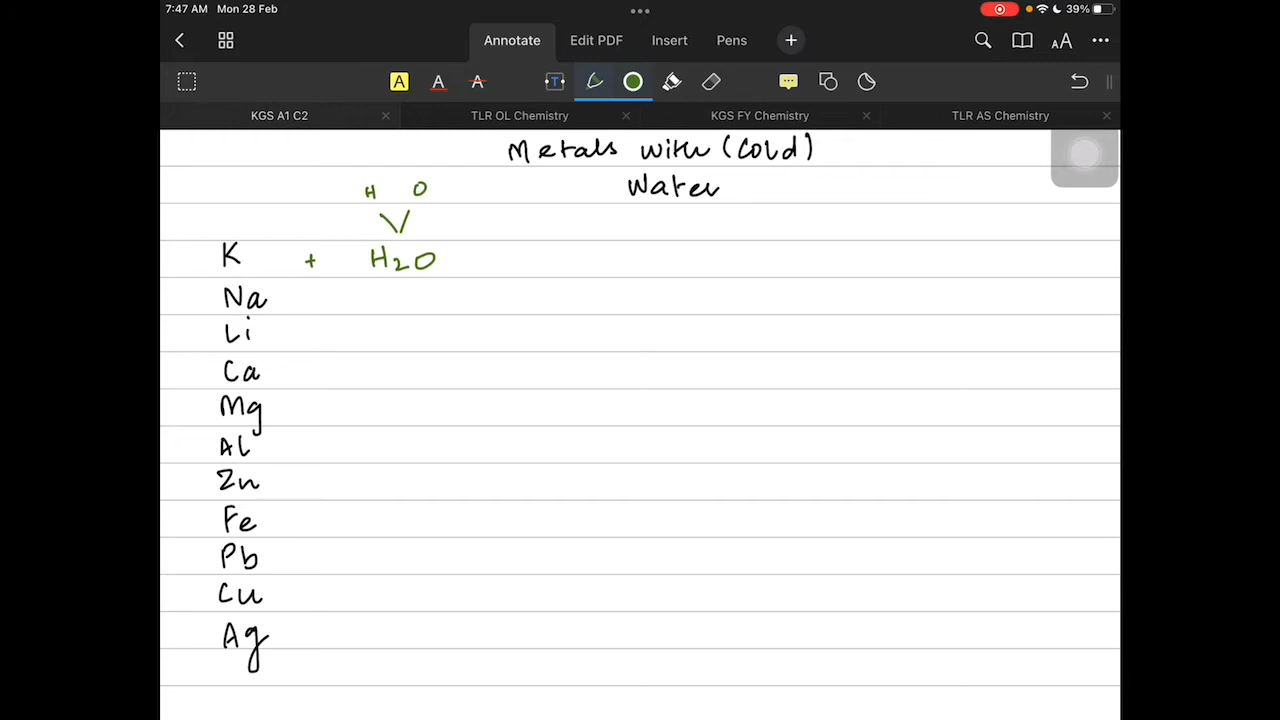 7:47 AM Mon 28 Feb
39%
Annotate Edit PDF Insert Pens
A A A T
KGS A1 C2
TLR OL Chemistry
KGS FY Chemistry
TLR AS Chemistry
Metals with (Cold)
Water
H O
K + H2O
Na
Li
Ca
Mg
Al
Zn
Fe
Pb
Cu
Ag